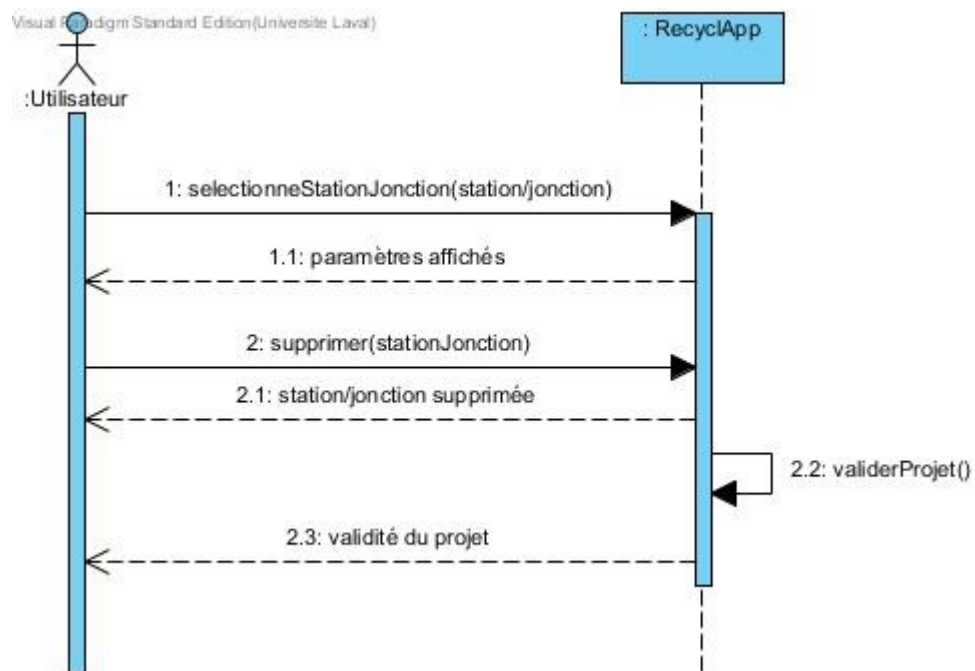 Visual Paradigm Standard Edition(Universite Laval)
: RecyclApp
:Utilisateur
1: selectionneStationJonction(station/jonction)
1.1: paramètres affichés
2: supprimer(stationJonction)
2.1: station/jonction supprimée
2.2: validerProjet()
2.3: validité du projet